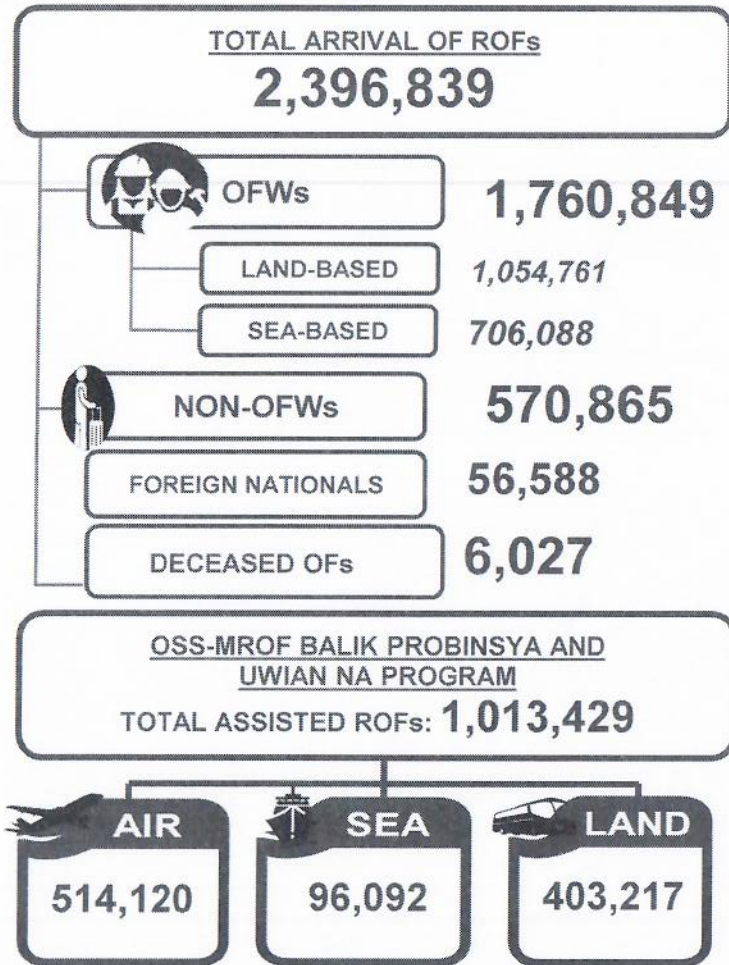 TOTAL ARRIVAL OF ROFs
2,396,839
OFWs 1,760,849
LAND-BASED 1,054,761
SEA-BASED 706,088
NON-OFWs 570,865
FOREIGN NATIONALS 56,588
DECEASED OFs 6,027
OSS-MROF BALIK PROBINSYA AND
UWIAN NA PROGRAM
TOTAL ASSISTED ROFs: 1,013,429
AIR SEA LAND
514,120 96,092 403,217